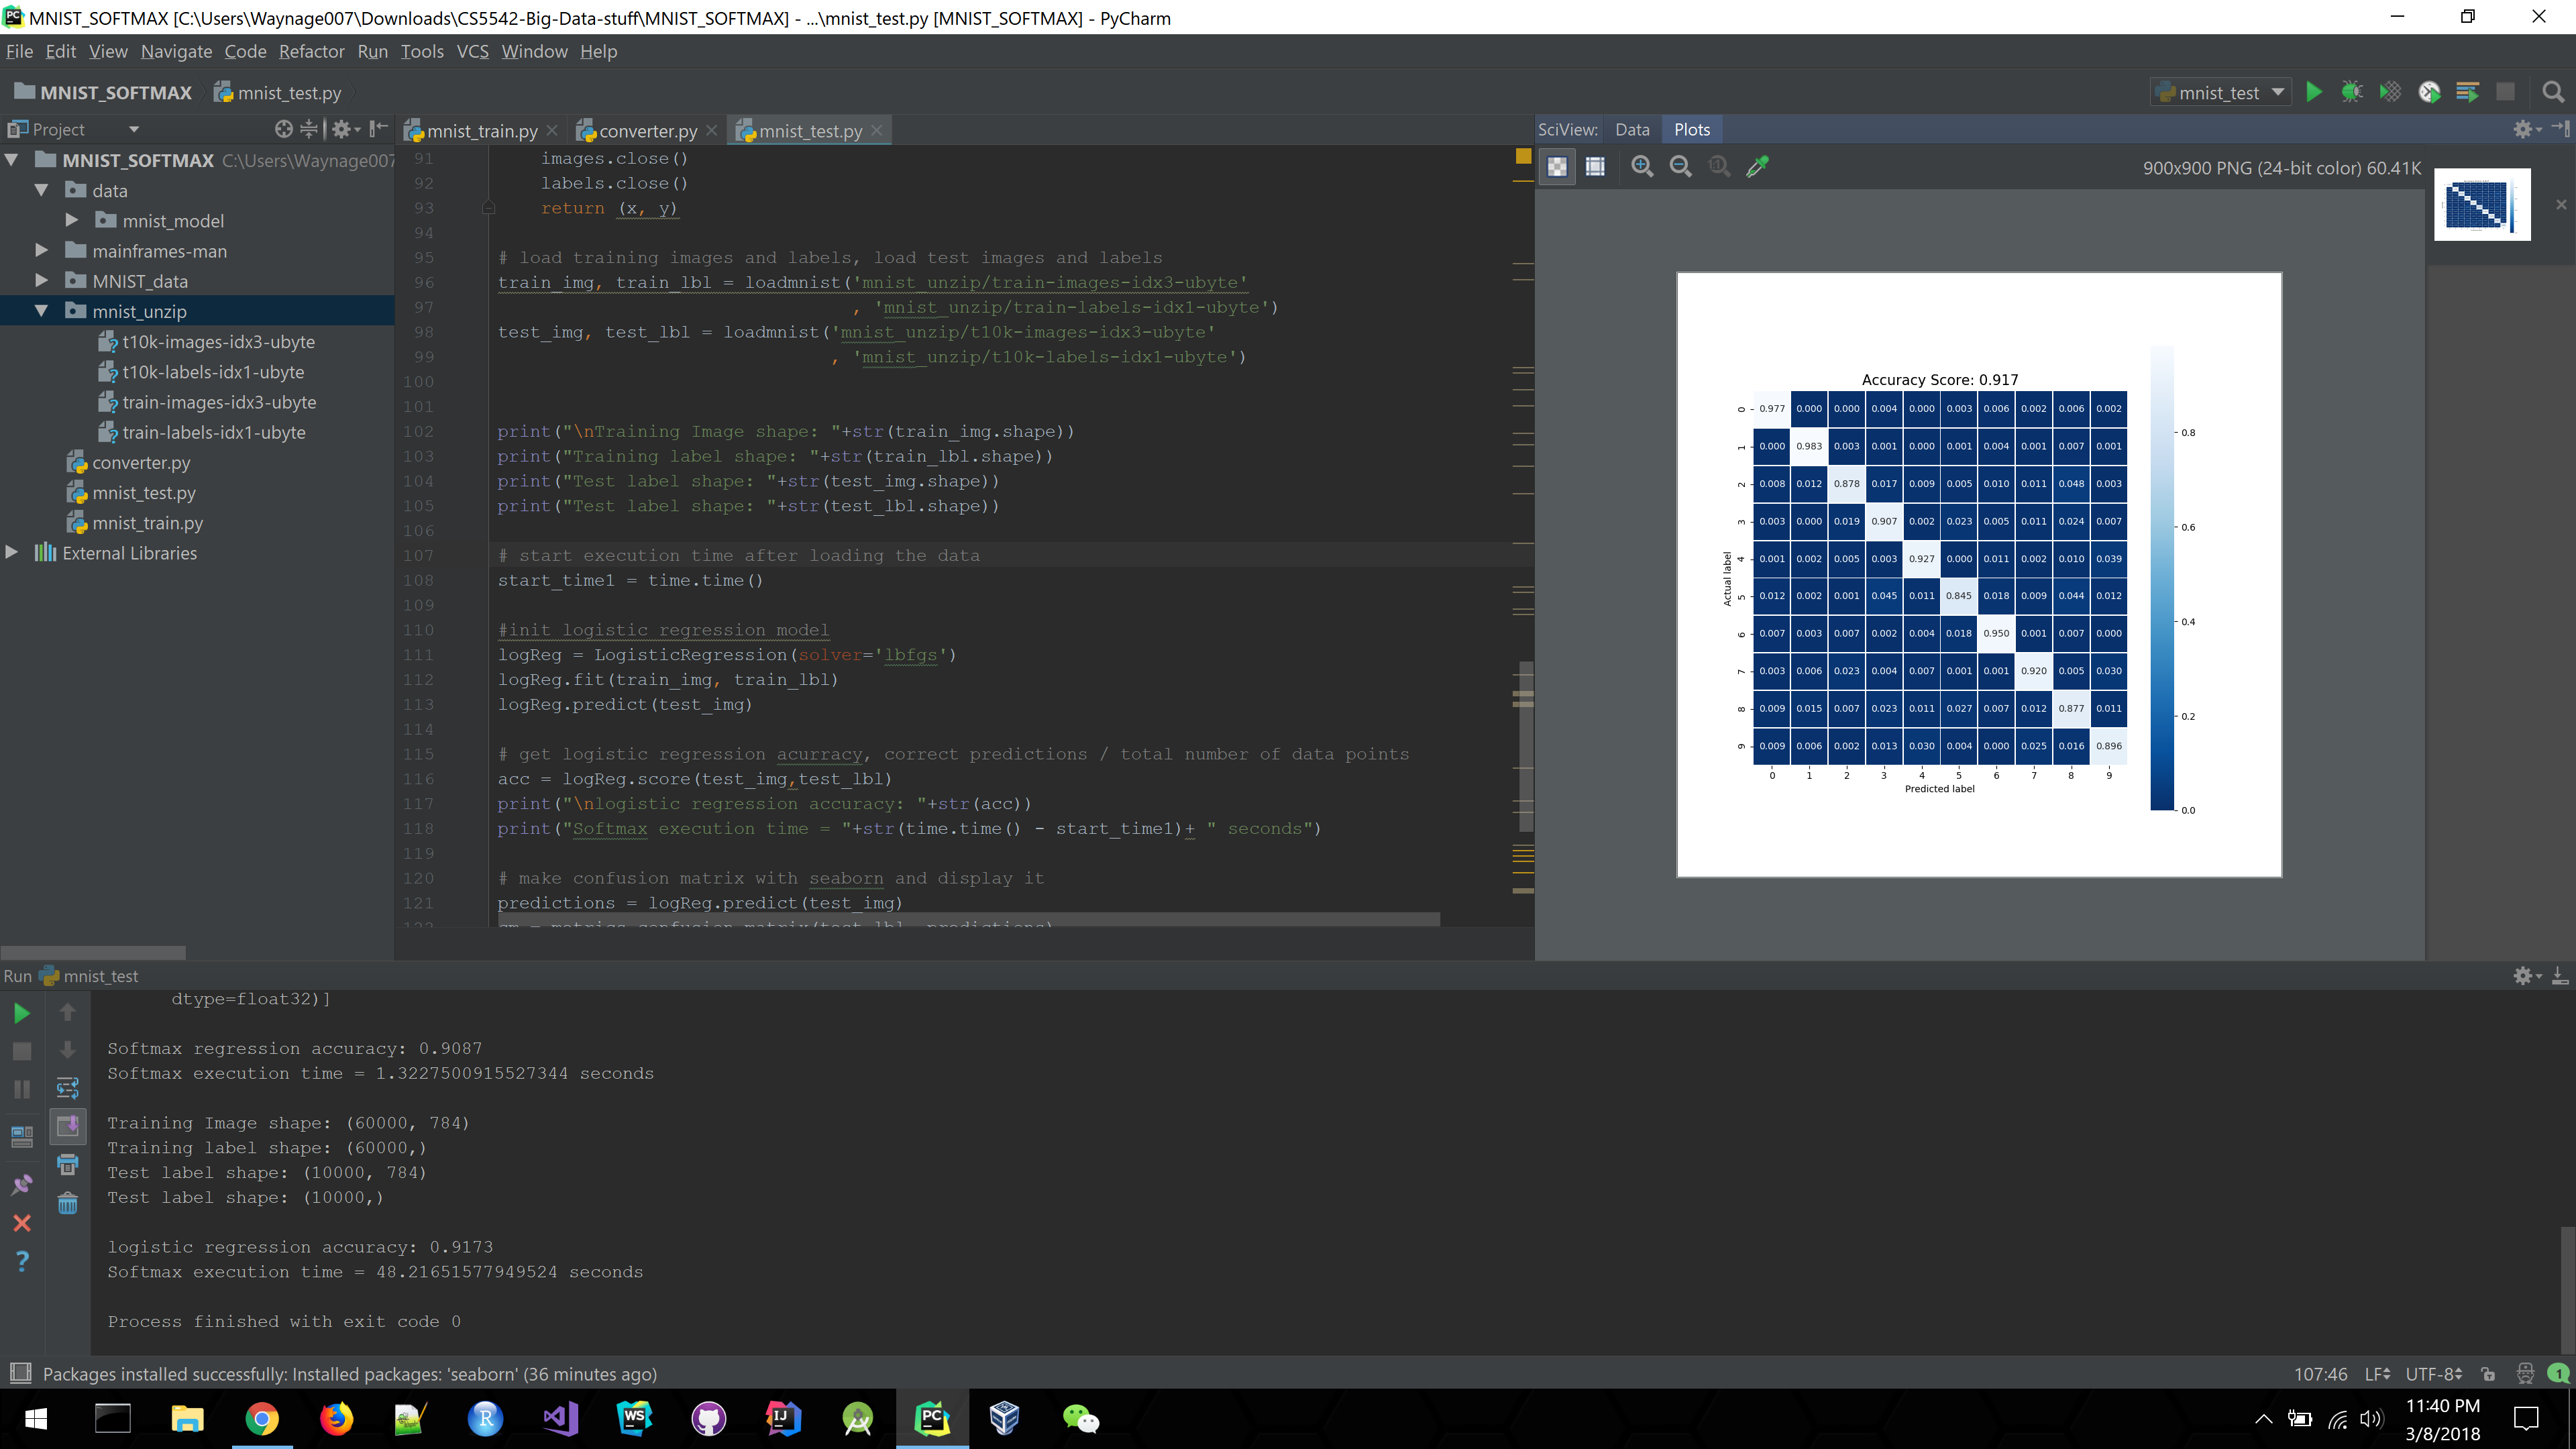 MNIST_SOFTMAX [C:\Users\Waynage007\Downloads\CS5542-Big-Data-stuff\MNIST_SOFTMAX] - ...\mnist_test.py [MNIST_SOFTMAX] - PyCharm
File Edit View Navigate Code Refactor Run Tools VCS Window Help
MNIST_SOFTMAX mnist_test.py
mnist_test
Project
MNIST_SOFTMAX C:\Users\Waynage007
data
mnist_model
mainframes-man
MNIST_data
mnist_unzip
t10k-images-idx3-ubyte
t10k-labels-idx1-ubyte
train-images-idx3-ubyte
train-labels-idx1-ubyte
converter.py
mnist_test.py
mnist_train.py
External Libraries
mnist_train.py converter.py mnist_test.py
91 images.close()
92 labels.close()
93 return (x, y)
94
95 # load training images and labels, load test images and labels
96 train_img, train_lbl = loadmnist('mnist_unzip/train-images-idx3-ubyte'
97 , 'mnist_unzip/train-labels-idx1-ubyte')
98 test_img, test_lbl = loadmnist('mnist_unzip/t10k-images-idx3-ubyte'
99 , 'mnist_unzip/t10k-labels-idx1-ubyte')
100
101
102 print("\nTraining Image shape: "+str(train_img.shape))
103 print("Training label shape: "+str(train_lbl.shape))
104 print("Test label shape: "+str(test_img.shape))
105 print("Test label shape: "+str(test_lbl.shape))
106
107 # start execution time after loading the data
108 start_time1 = time.time()
109
110 #init logistic regression model
111 logReg = LogisticRegression(solver='lbfgs')
112 logReg.fit(train_img, train_lbl)
113 logReg.predict(test_img)
114
115 # get logistic regression acurracy, correct predictions / total number of data points
116 acc = logReg.score(test_img,test_lbl)
117 print("\nlogistic regression accuracy: "+str(acc))
118 print("Softmax execution time = "+str(time.time() - start_time1)+ " seconds")
119
120 # make confusion matrix with seaborn and display it
121 predictions = logReg.predict(test_img)
122 cm = metrics.confusion_matrix(test_lbl, predictions)
SciView: Data Plots
900x900 PNG (24-bit color) 60.41K
Accuracy Score: 0.917
0 0.977 0.000 0.000 0.004 0.000 0.003 0.006 0.002 0.006 0.002
1 0.000 0.983 0.003 0.001 0.000 0.001 0.004 0.001 0.007 0.001
2 0.008 0.012 0.878 0.017 0.009 0.005 0.010 0.011 0.048 0.003
3 0.003 0.000 0.019 0.907 0.002 0.023 0.005 0.011 0.024 0.007
4 0.001 0.002 0.005 0.003 0.927 0.000 0.011 0.002 0.010 0.039
5 0.012 0.002 0.001 0.045 0.011 0.845 0.018 0.009 0.044 0.012
6 0.007 0.003 0.007 0.002 0.004 0.018 0.950 0.001 0.007 0.000
7 0.003 0.006 0.023 0.004 0.007 0.001 0.001 0.920 0.005 0.030
8 0.009 0.015 0.007 0.023 0.011 0.027 0.007 0.012 0.877 0.011
9 0.009 0.006 0.002 0.013 0.030 0.004 0.000 0.025 0.016 0.896
0 1 2 3 4 5 6 7 8 9
Predicted label
Actual label
0.8
0.6
0.4
0.2
0.0
Run mnist_test
dtype=float32)]
Softmax regression accuracy: 0.9087
Softmax execution time = 1.3227500915527344 seconds
Training Image shape: (60000, 784)
Training label shape: (60000,)
Test label shape: (10000, 784)
Test label shape: (10000,)
logistic regression accuracy: 0.9173
Softmax execution time = 48.21651577949524 seconds
Process finished with exit code 0
Packages installed successfully: Installed packages: 'seaborn' (36 minutes ago)
107:46 LF UTF-8 1
11:40 PM
3/8/2018